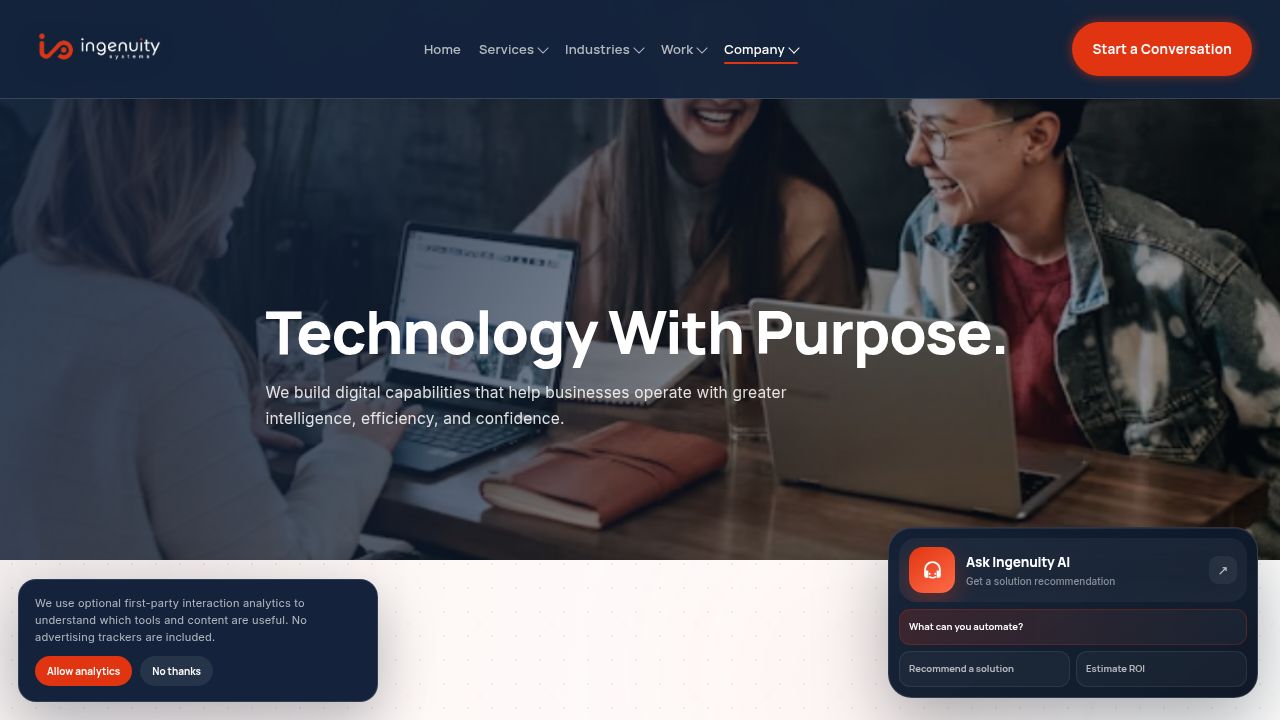 ingenuity
systems
Home
Services
Industries
Work
Company
Start a Conversation
Technology With Purpose.
We build digital capabilities that help businesses operate with greater
intelligence, efficiency, and confidence.
We use optional first-party interaction analytics to
understand which tools and content are useful. No
advertising trackers are included.
Allow analytics
No thanks
Ask Ingenuity AI
Get a solution recommendation
What can you automate?
Recommend a solution
Estimate ROI